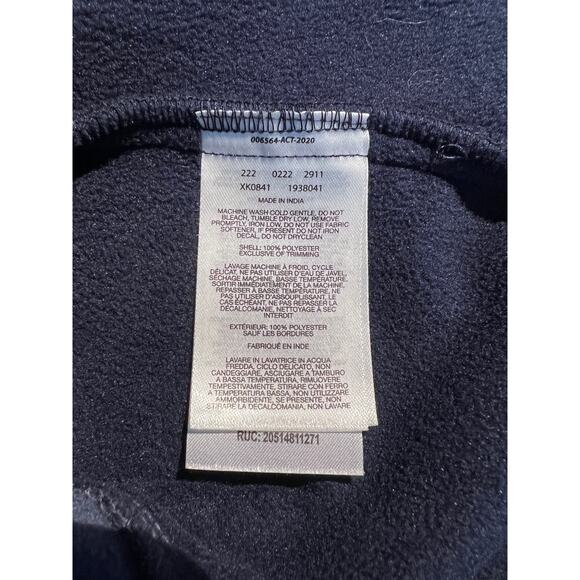 006564-ACT-2020
222 0222 2911
XK0841 1938041
MADE IN INDIA
MACHINE WASH COLD GENTLE, DO NOT
BLEACH, TUMBLE DRY LOW, REMOVE
PROMPTLY, IRON LOW, DO NOT USE FABRIC
SOFTENER, IF PRESENT DO NOT IRON
DECAL, DO NOT DRYCLEAN
SHELL: 100% POLYESTER
EXCLUSIVE OF TRIMMING
LAVAGE MACHINE À FROID, CYCLE
DÉLICAT, NE PAS UTILISER D'EAU DE JAVEL,
SÉCHAGE MACHINE, BASSE TEMPÉRATURE,
SORTIR IMMÉDIATEMENT DE LA MACHINE,
REPASSER À BASSE TEMPÉRATURE, NE PAS
UTILISER D'ASSOUPLISSANT, LE
CAS ÉCHEANT, NE PAS REPASSER LA
DÉCALCOMANIE, NETTOYAGE À SEC
INTERDIT
EXTÉRIEUR: 100% POLYESTER
SAUF LES BORDURES
FABRIQUÉ EN INDE
LAVARE IN LAVATRICE IN ACQUA
FREDDA, CICLO DELICATO, NON
CANDEGGIARE, ASCIUGARE A TAMBURO
A BASSA TEMPERATURA, RIMUOVERE
TEMPESTIVAMENTE, STIRARE CON FERRO
A TEMPERATURA BASSA, NON UTILIZZARE
AMMORBIDENTE, SE PRESENTE, NON
STIRARE LA DECALCOMANIA, NON LAVARE
RUC: 20514811271